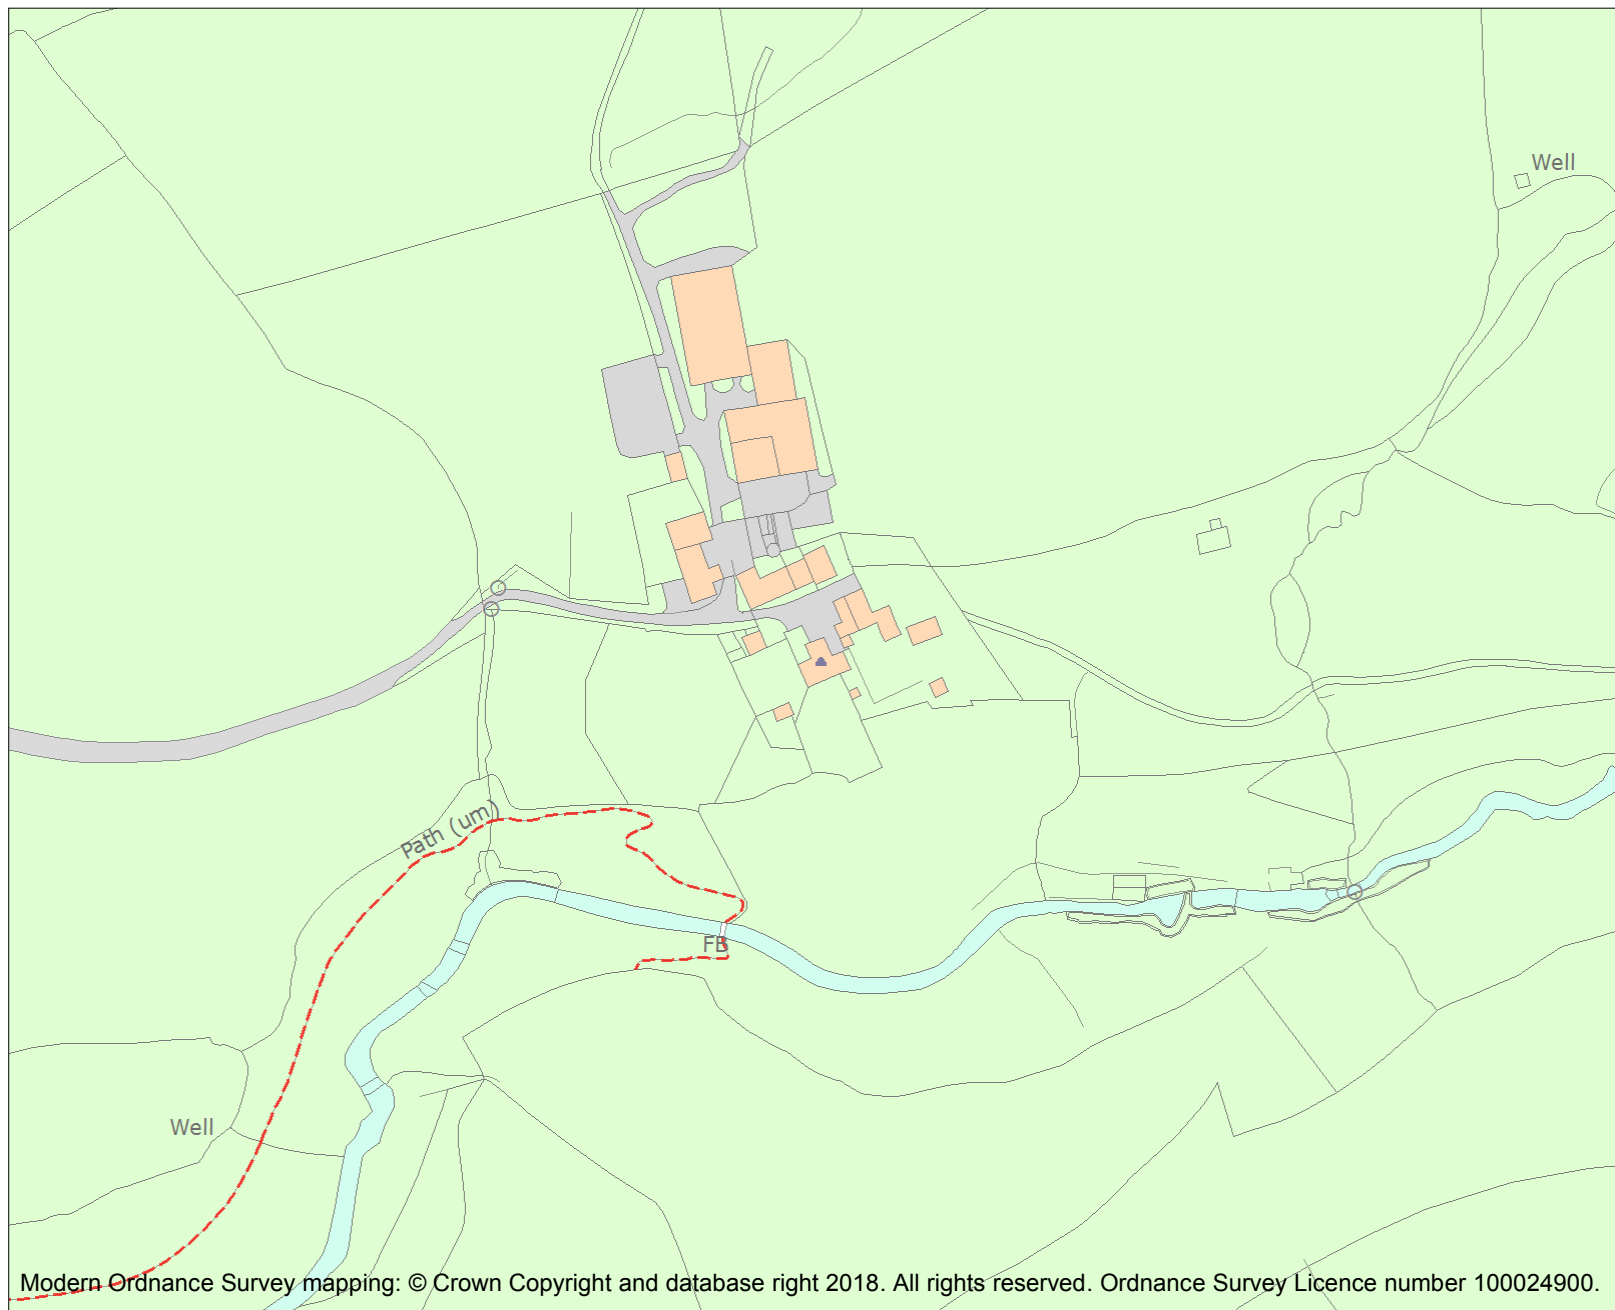 Well
Path (um)
FB
Well
Modern Ordnance Survey mapping: © Crown Copyright and database right 2018. All rights reserved. Ordnance Survey Licence number 100024900.